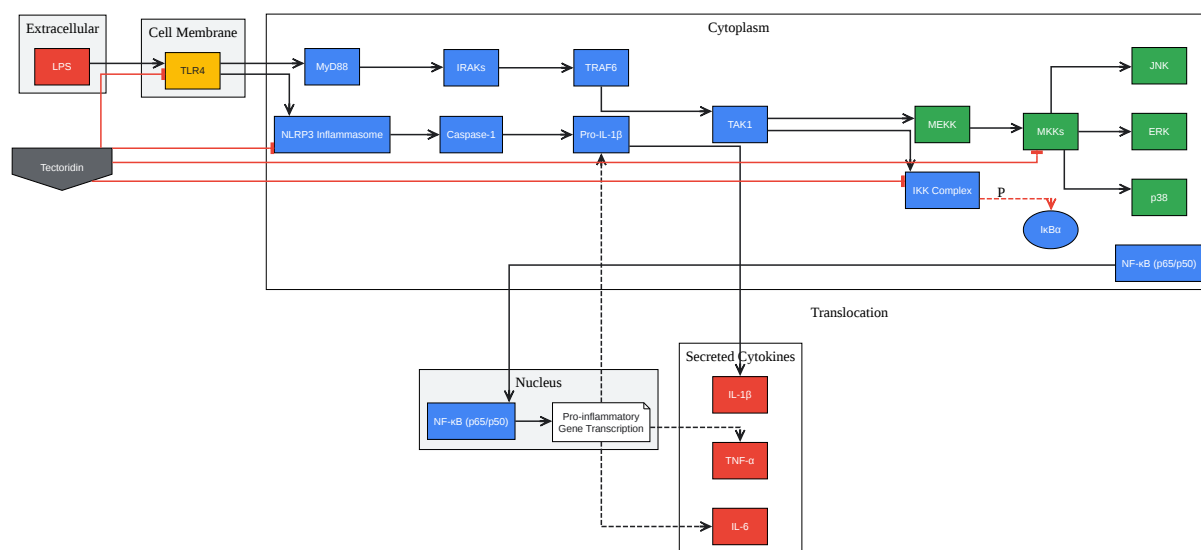 Extracellular
Cell Membrane
Cytoplasm
LPS
TLR4
MyD88
IRAKs
TRAF6
JNK
NLRP3 Inflammasome
Caspase-1
Pro-IL-1β
TAK1
MEKK
MKKs
ERK
Tectoridin
IKK Complex
P
p38
IκBα
NF-κB (p65/p50)
Translocation
Secreted Cytokines
Nucleus
IL-1β
NF-κB (p65/p50)
Pro-inflammatory
Gene Transcription
TNF-α
IL-6